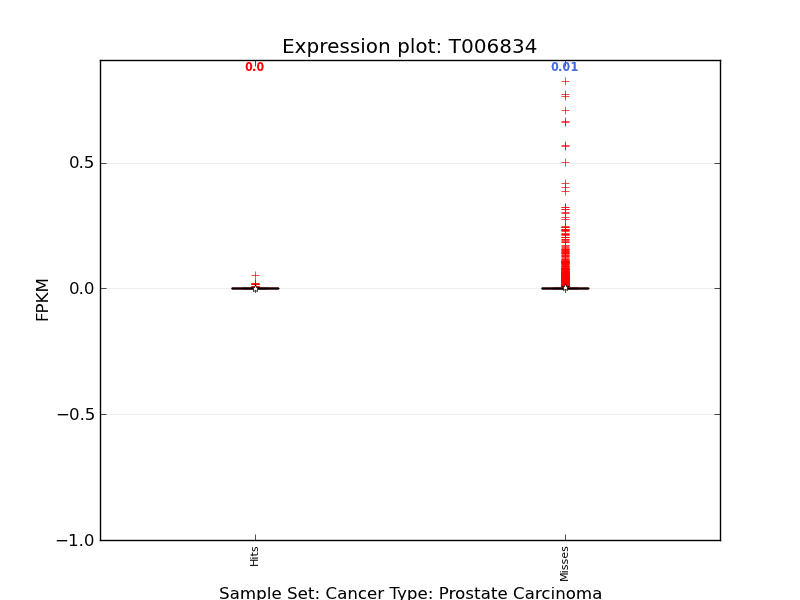 Expression plot: T006834
0.0
0.01
0.5
0.0
−0.5
−1.0
FPKM
Hits
Misses
Sample Set: Cancer Type: Prostate Carcinoma